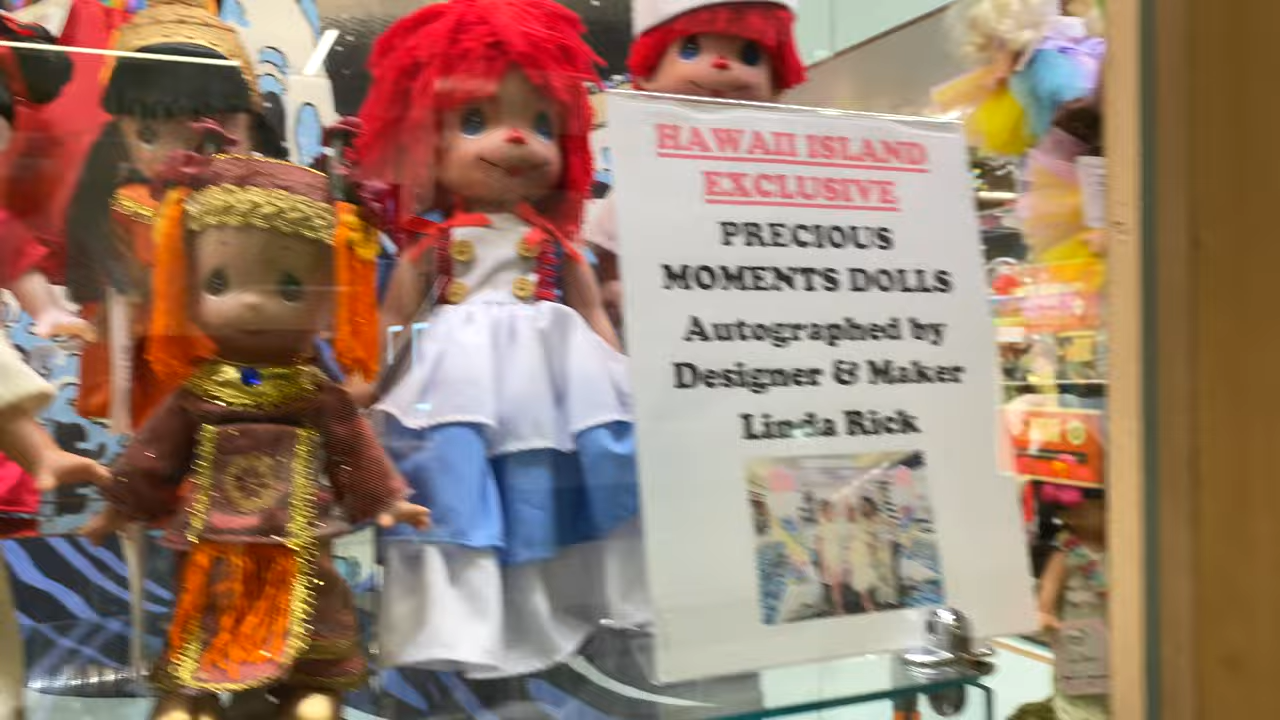 HAWAII ISLAND
EXCLUSIVE
PRECIOUS
MOMENTS DOLLS
Autographed by
Designer & Maker
Linda Rick